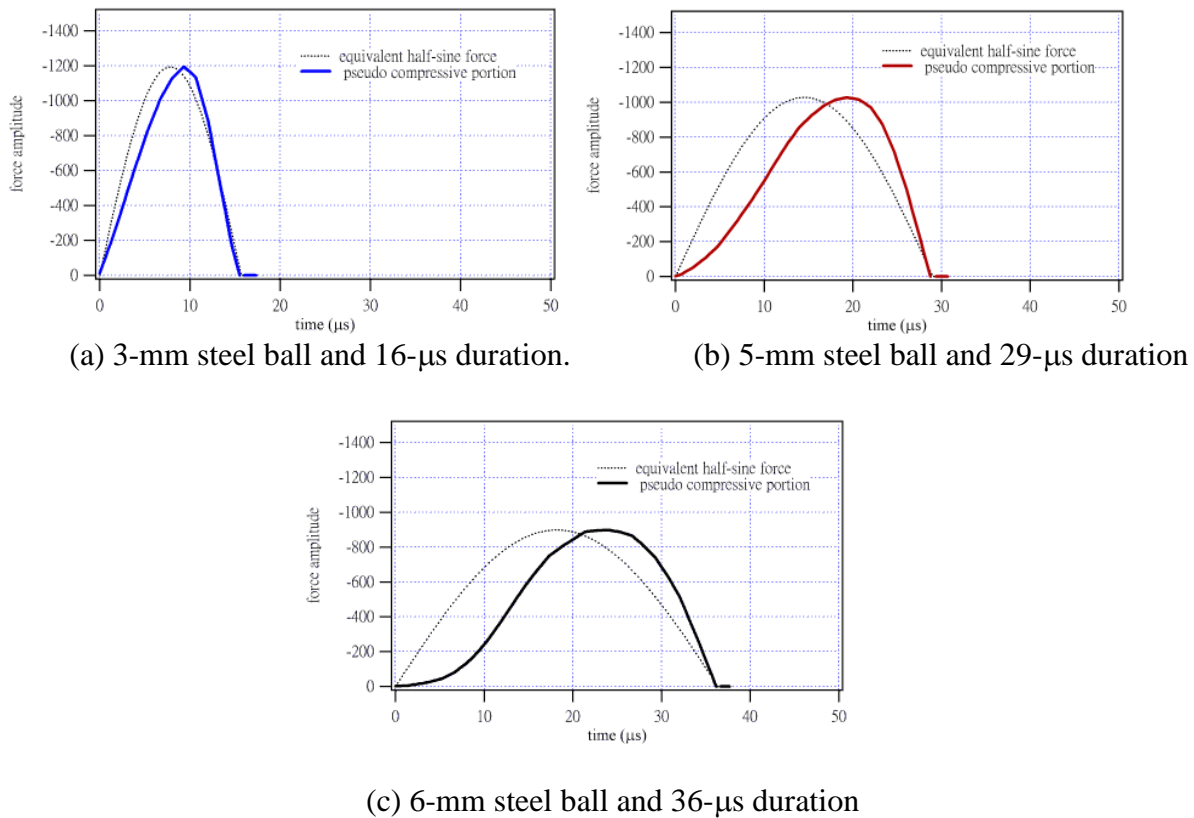 -1400
-1200
-1000
-800
-600
-400
-200
0
force amplitude
equivalent half-sine force
pseudo compressive portion
0 10 20 30 40 50
time (μs)
(a) 3-mm steel ball and 16-μs duration.
-1400
-1200
-1000
-800
-600
-400
-200
0
force amplitude
equivalent half-sine force
pseudo compressive portion
0 10 20 30 40 50
time (μs)
(b) 5-mm steel ball and 29-μs duration
-1400
-1200
-1000
-800
-600
-400
-200
0
force amplitude
equivalent half-sine force
pseudo compressive portion
0 10 20 30 40 50
time (μs)
(c) 6-mm steel ball and 36-μs duration